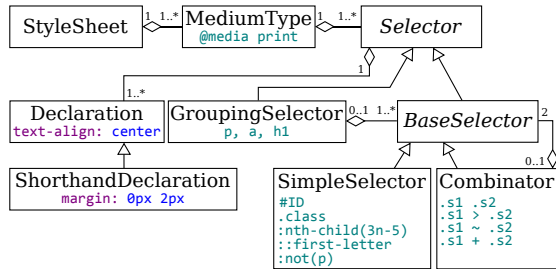 StyleSheet
1
1..*
MediumType
@media print
1
1..*
Selector
1
1..*
Declaration
text-align: center
GroupingSelector
p, a, h1
0..1
1..*
BaseSelector
2
0..1
ShorthandDeclaration
margin: 0px 2px
SimpleSelector
#ID
.class
:nth-child(3n-5)
::first-letter
:not(p)
Combinator
.s1 .s2
.s1 > .s2
.s1 ~ .s2
.s1 + .s2